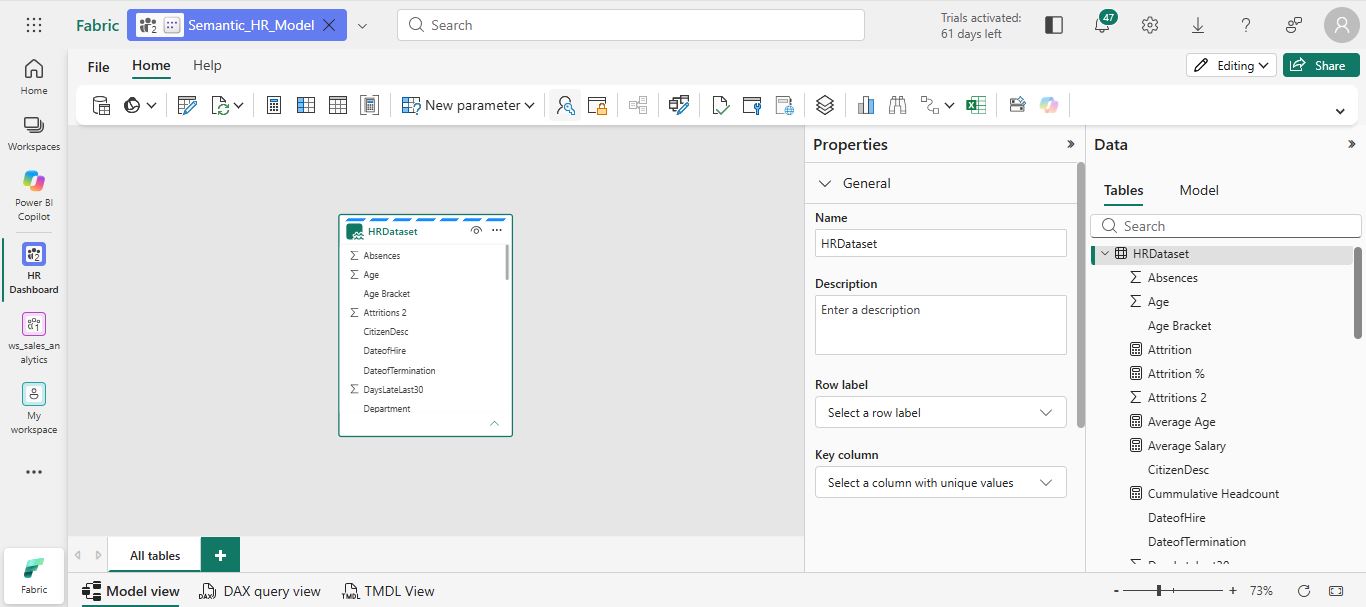 Fabric
Semantic_HR_Model
Search
Trials activated:
61 days left
47
Home
Workspaces
Power BI
Copilot
HR
Dashboard
ws_sales_an
alytics
My
workspace
Fabric
File
Home
Help
Editing
Share
New parameter
HRDataset
Absences
Age
Age Bracket
Attritions 2
CitizenDesc
DateofHire
DateofTermination
DaysLateLast30
Department
Properties
General
Name
HRDataset
Description
Enter a description
Row label
Select a row label
Key column
Select a column with unique values
Data
Tables
Model
Search
HRDataset
Absences
Age
Age Bracket
Attrition
Attrition %
Attritions 2
Average Age
Average Salary
CitizenDesc
Cummulative Headcount
DateofHire
DateofTermination
DaysLateLast30
All tables
Model view
DAX query view
TMDL View
73%